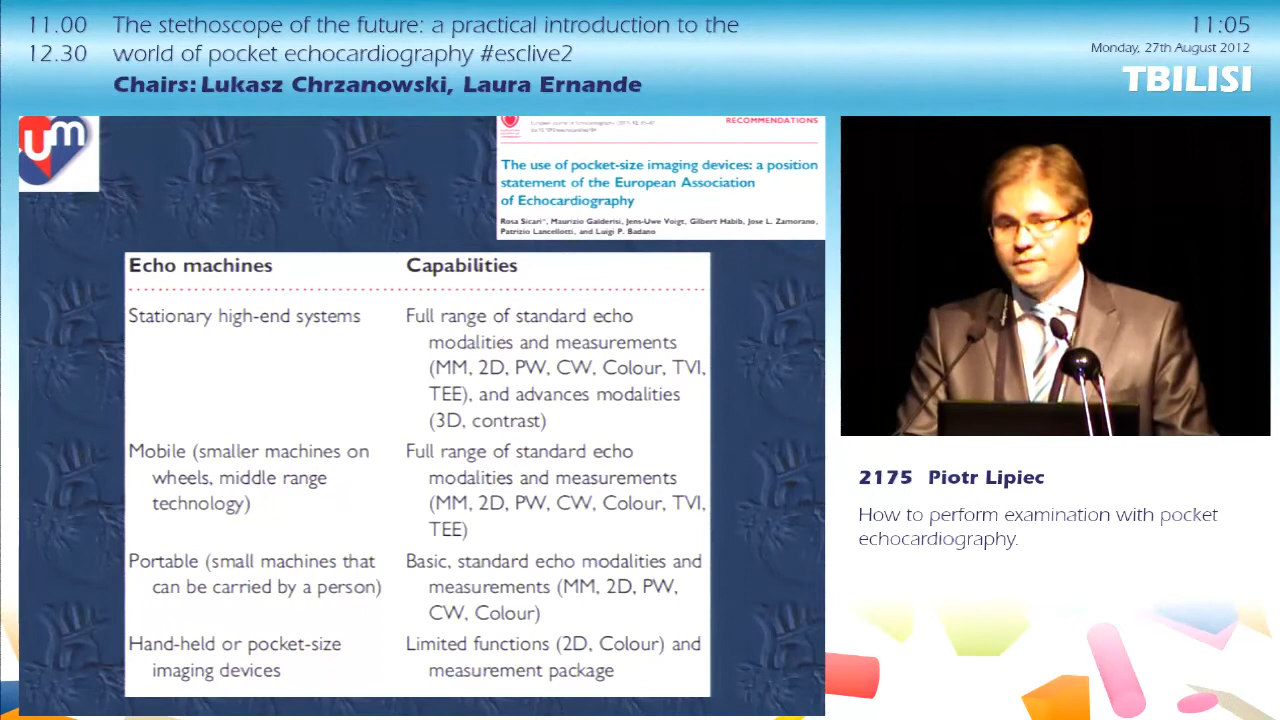 11.00 The stethoscope of the future: a practical introduction to the
12.30 world of pocket echocardiography #esclive2
Chairs: Lukasz Chrzanowski, Laura Ernande
11:05
Monday, 27th August 2012
TBILISI
um
RECOMMENDATIONS
The use of pocket-size imaging devices: a position
statement of the European Association
of Echocardiography
Rosa Sicari*, Maurizio Galderisi, Jens-Uwe Voigt, Gilbert Habib, Jose L. Zamorano,
Patrizio Lancellotti, and Luigi P. Badano
Echo machines Capabilities
Stationary high-end systems Full range of standard echo
modalities and measurements
(MM, 2D, PW, CW, Colour, TVI,
TEE), and advances modalities
(3D, contrast)
Mobile (smaller machines on Full range of standard echo
wheels, middle range modalities and measurements
technology) (MM, 2D, PW, CW, Colour, TVI,
TEE)
Portable (small machines that Basic, standard echo modalities and
can be carried by a person) measurements (MM, 2D, PW,
CW, Colour)
Hand-held or pocket-size Limited functions (2D, Colour) and
imaging devices measurement package
2175 Piotr Lipiec
How to perform examination with pocket
echocardiography.